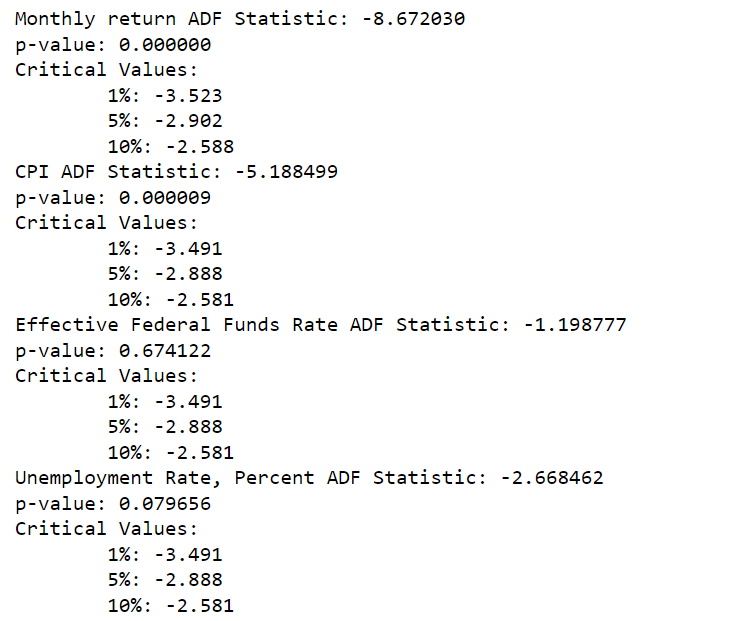 Monthly return ADF Statistic: -8.672030
p-value: 0.000000
Critical Values:
	1%: -3.523
	5%: -2.902
	10%: -2.588
CPI ADF Statistic: -5.188499
p-value: 0.000009
Critical Values:
	1%: -3.491
	5%: -2.888
	10%: -2.581
Effective Federal Funds Rate ADF Statistic: -1.198777
p-value: 0.674122
Critical Values:
	1%: -3.491
	5%: -2.888
	10%: -2.581
Unemployment Rate, Percent ADF Statistic: -2.668462
p-value: 0.079656
Critical Values:
	1%: -3.491
	5%: -2.888
	10%: -2.581